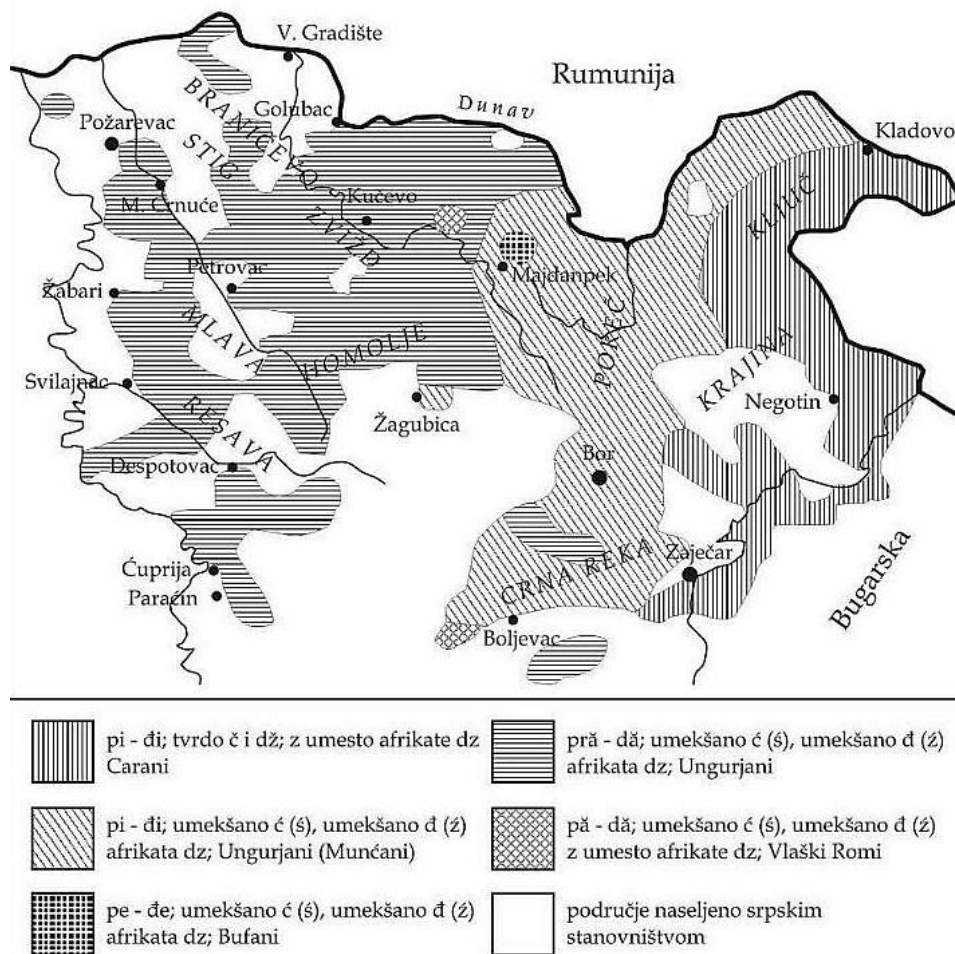 V. Gradište
Rumunija
BRANIČEVO
Golubac
Dunav
Kladovo
Požarevac
STIG
KLJUČ
Kučevo
M. Crnuće
ZVIŽD
Petrovac
Majdanpek
Žabari
MLAVA
HOMOLJE
POREČ
KRAJINA
Svilajnac
Negotin
RESAVA
Žagubica
Bor
Despotovac
Zaječar
Ćuprija
CRNA REKA
Paraćin
Boljevac
Bugarska
pi - đi; tvrdo č i dž; z umesto afrikate dz
Carani
pi - đi; umekšano ć (ś), umekšano đ (ź)
afrikata dz; Ungurjani (Munćani)
pe - đe; umekšano ć (ś), umekšano đ (ź)
afrikata dz; Bufani
pră - dă; umekšano ć (ś), umekšano đ (ź)
afrikata dz; Ungurjani
pă - dă; umekšano ć (ś), umekšano đ (ź)
z umesto afrikate dz; Vlaški Romi
područje naseljeno srpskim
stanovništvom